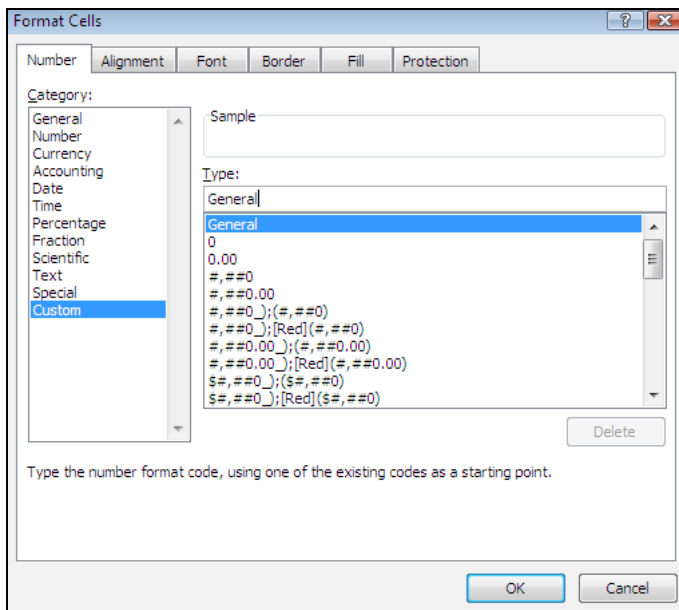 Format Cells
Number Alignment Font Border Fill Protection
Category:
General
Number
Currency
Accounting
Date
Time
Percentage
Fraction
Scientific
Text
Special
Custom
Sample
Type:
General
General
0
0.00
#,##0
#,##0.00
#,##0_);(#,##0)
#,##0_);[Red](#,##0)
#,##0.00_);(#,##0.00)
#,##0.00_);[Red](#,##0.00)
$#,##0_);($#,##0)
$#,##0_);[Red]($#,##0)
Delete
Type the number format code, using one of the existing codes as a starting point.
OK Cancel